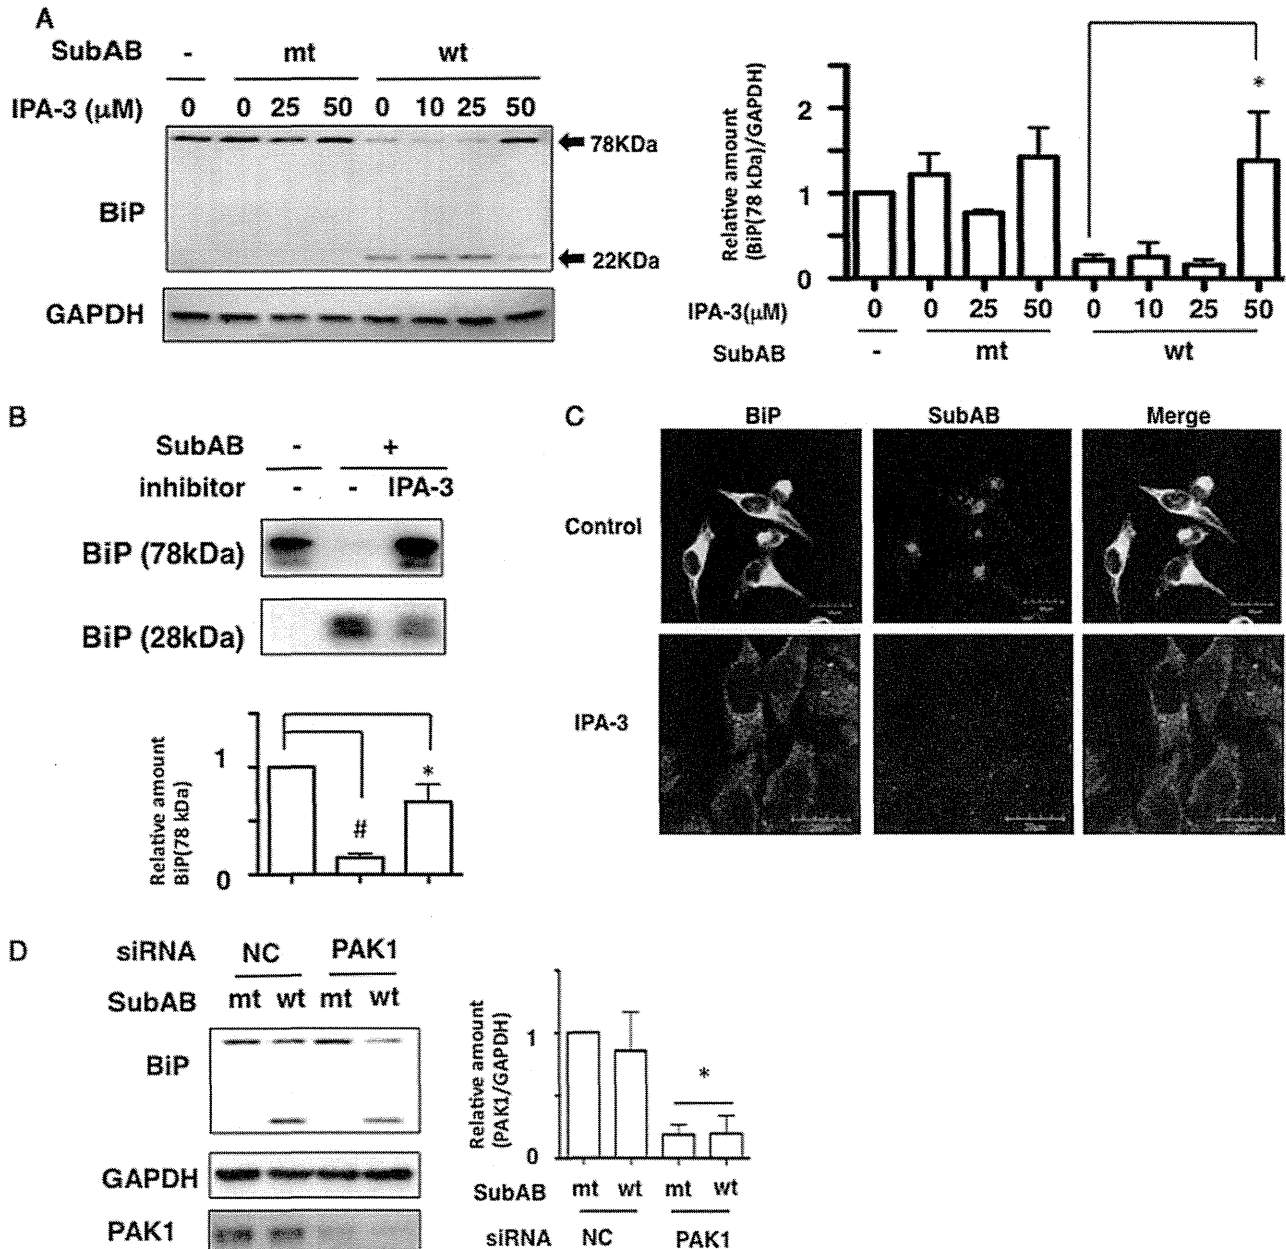 A
SubAB - mt wt
IPA-3 (μM) 0 0 25 50 0 10 25 50
78KDa
BiP
22KDa
GAPDH
Relative amount
(BiP(78 kDa)/GAPDH)
2
1
0
*
IPA-3(μM) 0 0 25 50 0 10 25 50
SubAB - mt wt
B
SubAB - +
inhibitor - - IPA-3
BiP (78kDa)
BiP (28kDa)
Relative amount
BiP(78 kDa)
1
0
# *
C
BiP SubAB Merge
Control
IPA-3
D
siRNA NC PAK1
SubAB mt wt mt wt
BiP
GAPDH
PAK1
Relative amount
(PAK1/GAPDH)
1
0
*
SubAB mt wt mt wt
siRNA NC PAK1